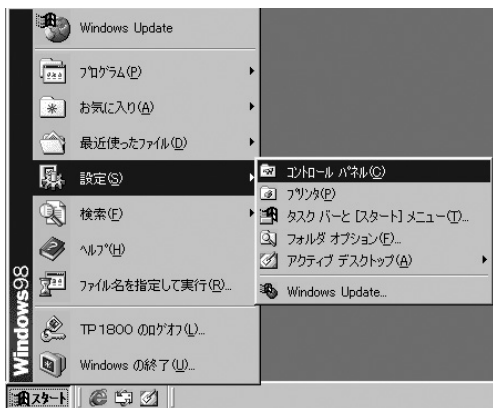 Windows Update
ﾌﾟﾛｸﾞﾗﾑ(P)
お気に入り(A)
最近使ったﾌｧｲﾙ(D)
設定(S)
検索(F)
ﾍﾙﾌﾟ(H)
ﾌｧｲﾙ名を指定して実行(R)...
TP1800 のﾛｸﾞｵﾌ(L)...
Windows の終了(U)...
Windows98
ｺﾝﾄﾛｰﾙ ﾊﾟﾈﾙ(C)
ﾌﾟﾘﾝﾀ(P)
タスク バーと [スタート] メニュー(T)...
フォルダ オプション(F)...
アクティブ デスクトップ(A)
Windows Update...
スタート